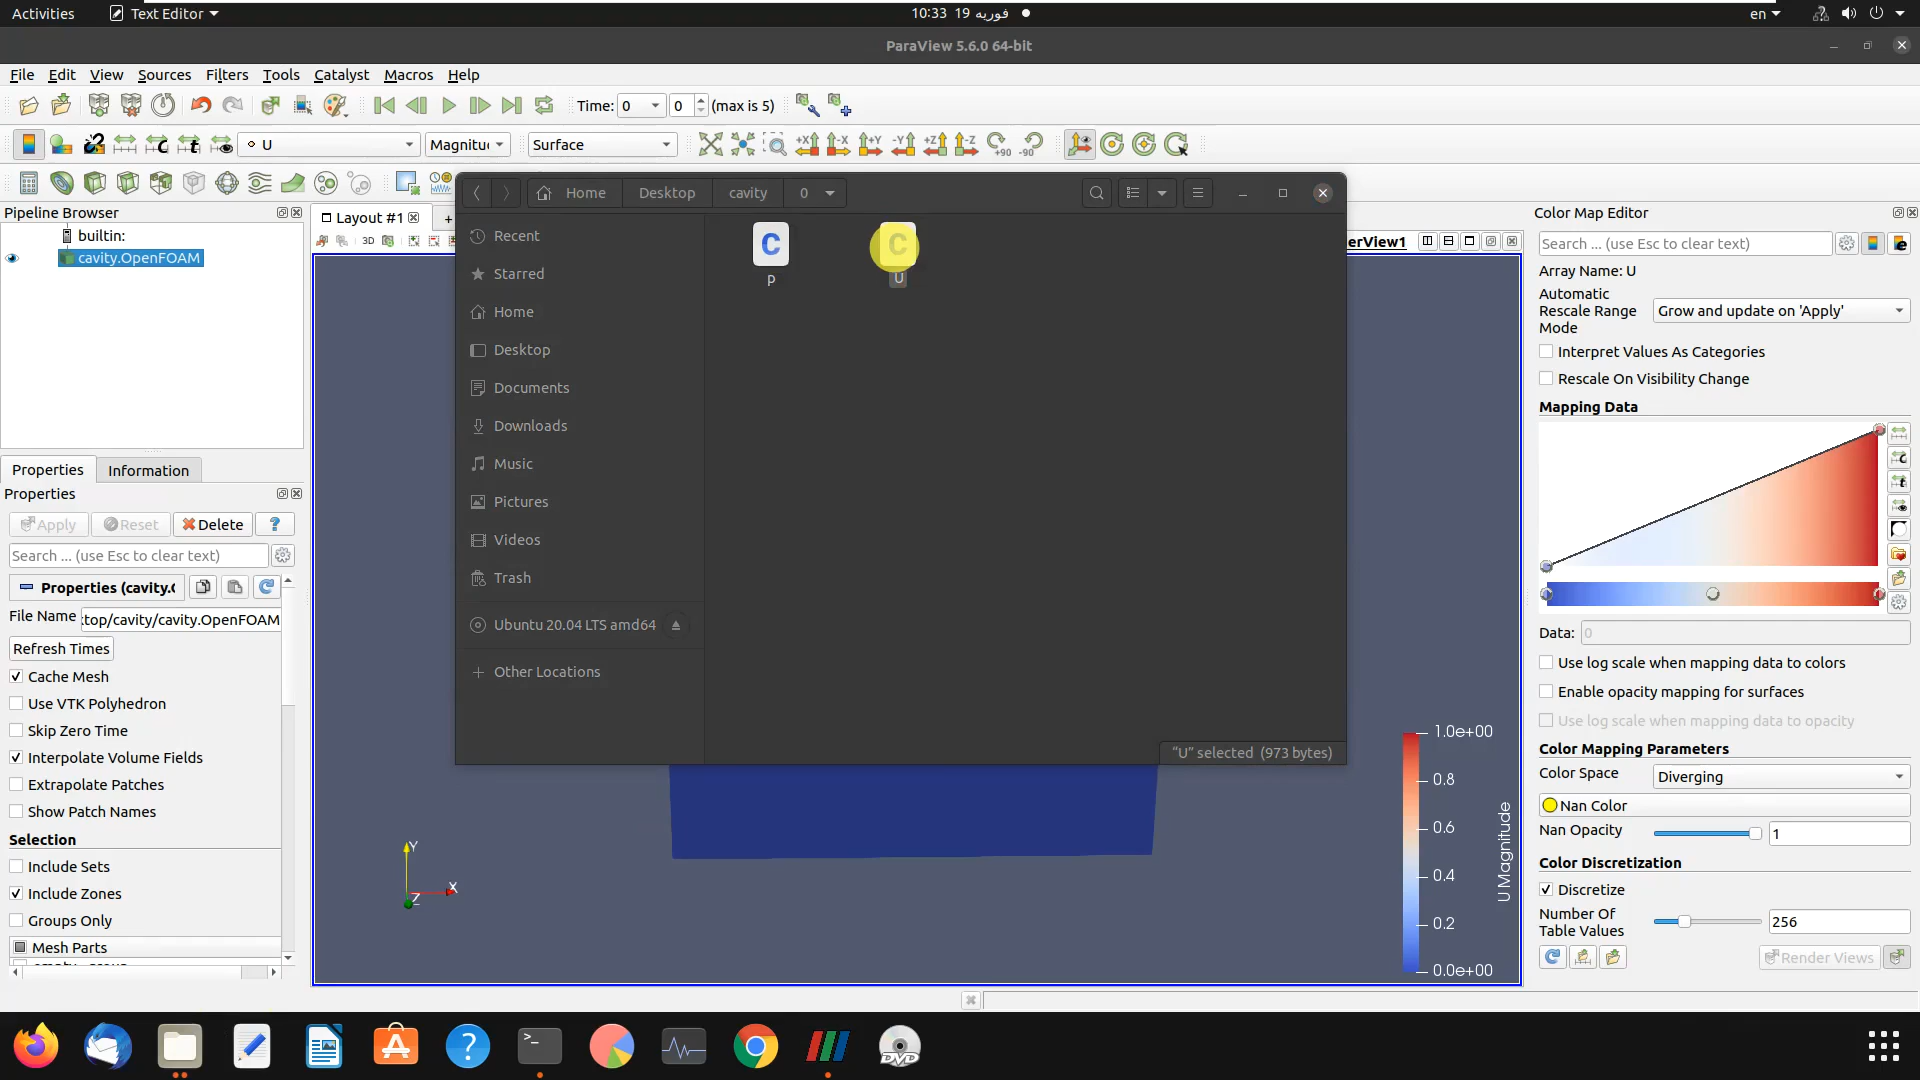 Activities
Text Editor
10:33 19 فوریه
en
ParaView 5.6.0 64-bit
File Edit View Sources Filters Tools Catalyst Macros Help
Time: 0 0 (max is 5)
U Magnitu Surface
+X -X +Y -Y +Z -Z +90 -90
Pipeline Browser
builtin:
cavity.OpenFOAM
Properties Information
Properties
Apply Reset Delete ?
Search ... (use Esc to clear text)
Properties (cavity.
File Name :top/cavity/cavity.OpenFOAM
Refresh Times
Cache Mesh
Use VTK Polyhedron
Skip Zero Time
Interpolate Volume Fields
Extrapolate Patches
Show Patch Names
Selection
Include Sets
Include Zones
Groups Only
Mesh Parts
Layout #1 +
3D
Home Desktop cavity 0
Recent
Starred
Home
Desktop
Documents
Downloads
Music
Pictures
Videos
Trash
Ubuntu 20.04 LTS amd64
Other Locations
C
p
C
U
"U" selected (973 bytes)
erView1
Y
X
Z
1.0e+00
0.8
0.6
0.4
0.2
0.0e+00
U Magnitude
Color Map Editor
Search ... (use Esc to clear text)
Array Name: U
Automatic
Rescale Range
Mode
Grow and update on 'Apply'
Interpret Values As Categories
Rescale On Visibility Change
Mapping Data
Data: 0
Use log scale when mapping data to colors
Enable opacity mapping for surfaces
Use log scale when mapping data to opacity
Color Mapping Parameters
Color Space Diverging
Nan Color
Nan Opacity 1
Color Discretization
Discretize
Number Of
Table Values
256
Render Views
DVD